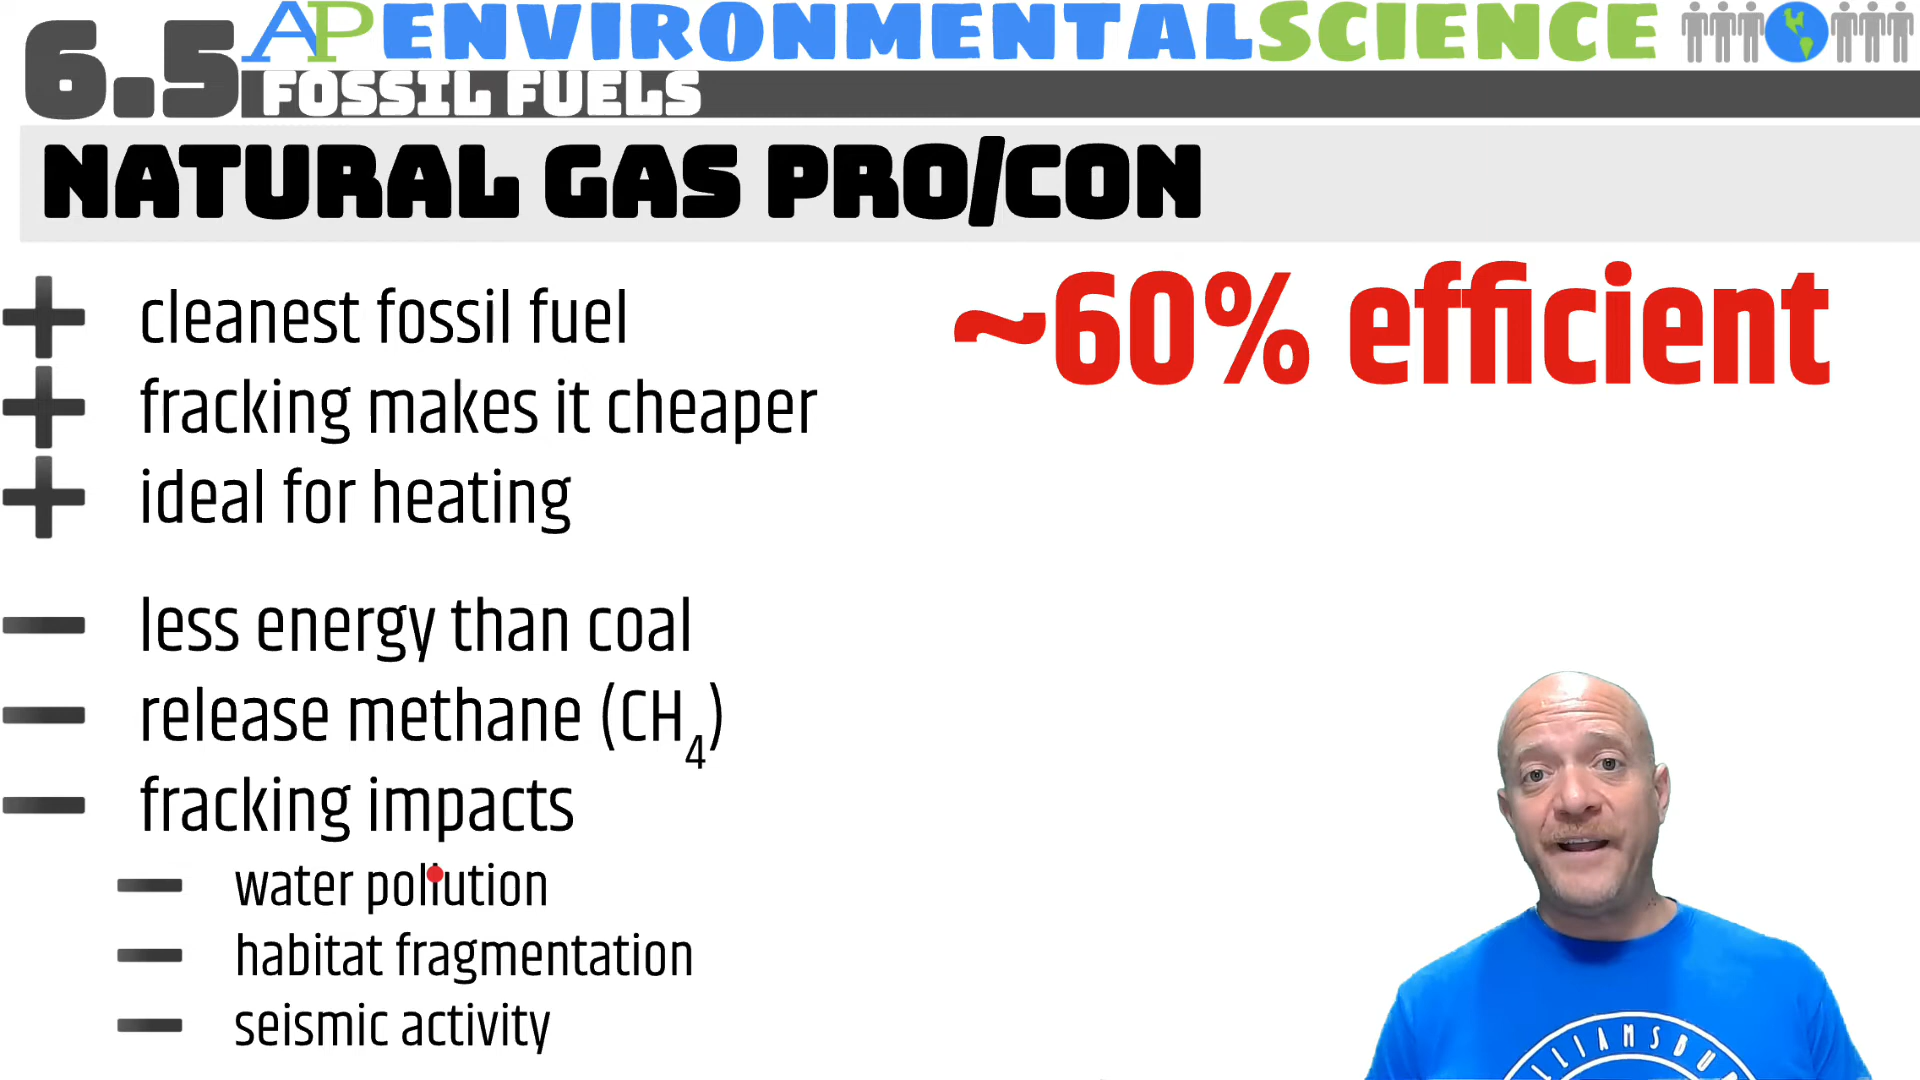 6.5
AP ENVIRONMENTAL SCIENCE
FOSSIL FUELS
NATURAL GAS PRO/CON
+ cleanest fossil fuel
~60% efficient
+ fracking makes it cheaper
+ ideal for heating
– less energy than coal
– release methane (CH₄)
– fracking impacts
– water pollution
– habitat fragmentation
– seismic activity